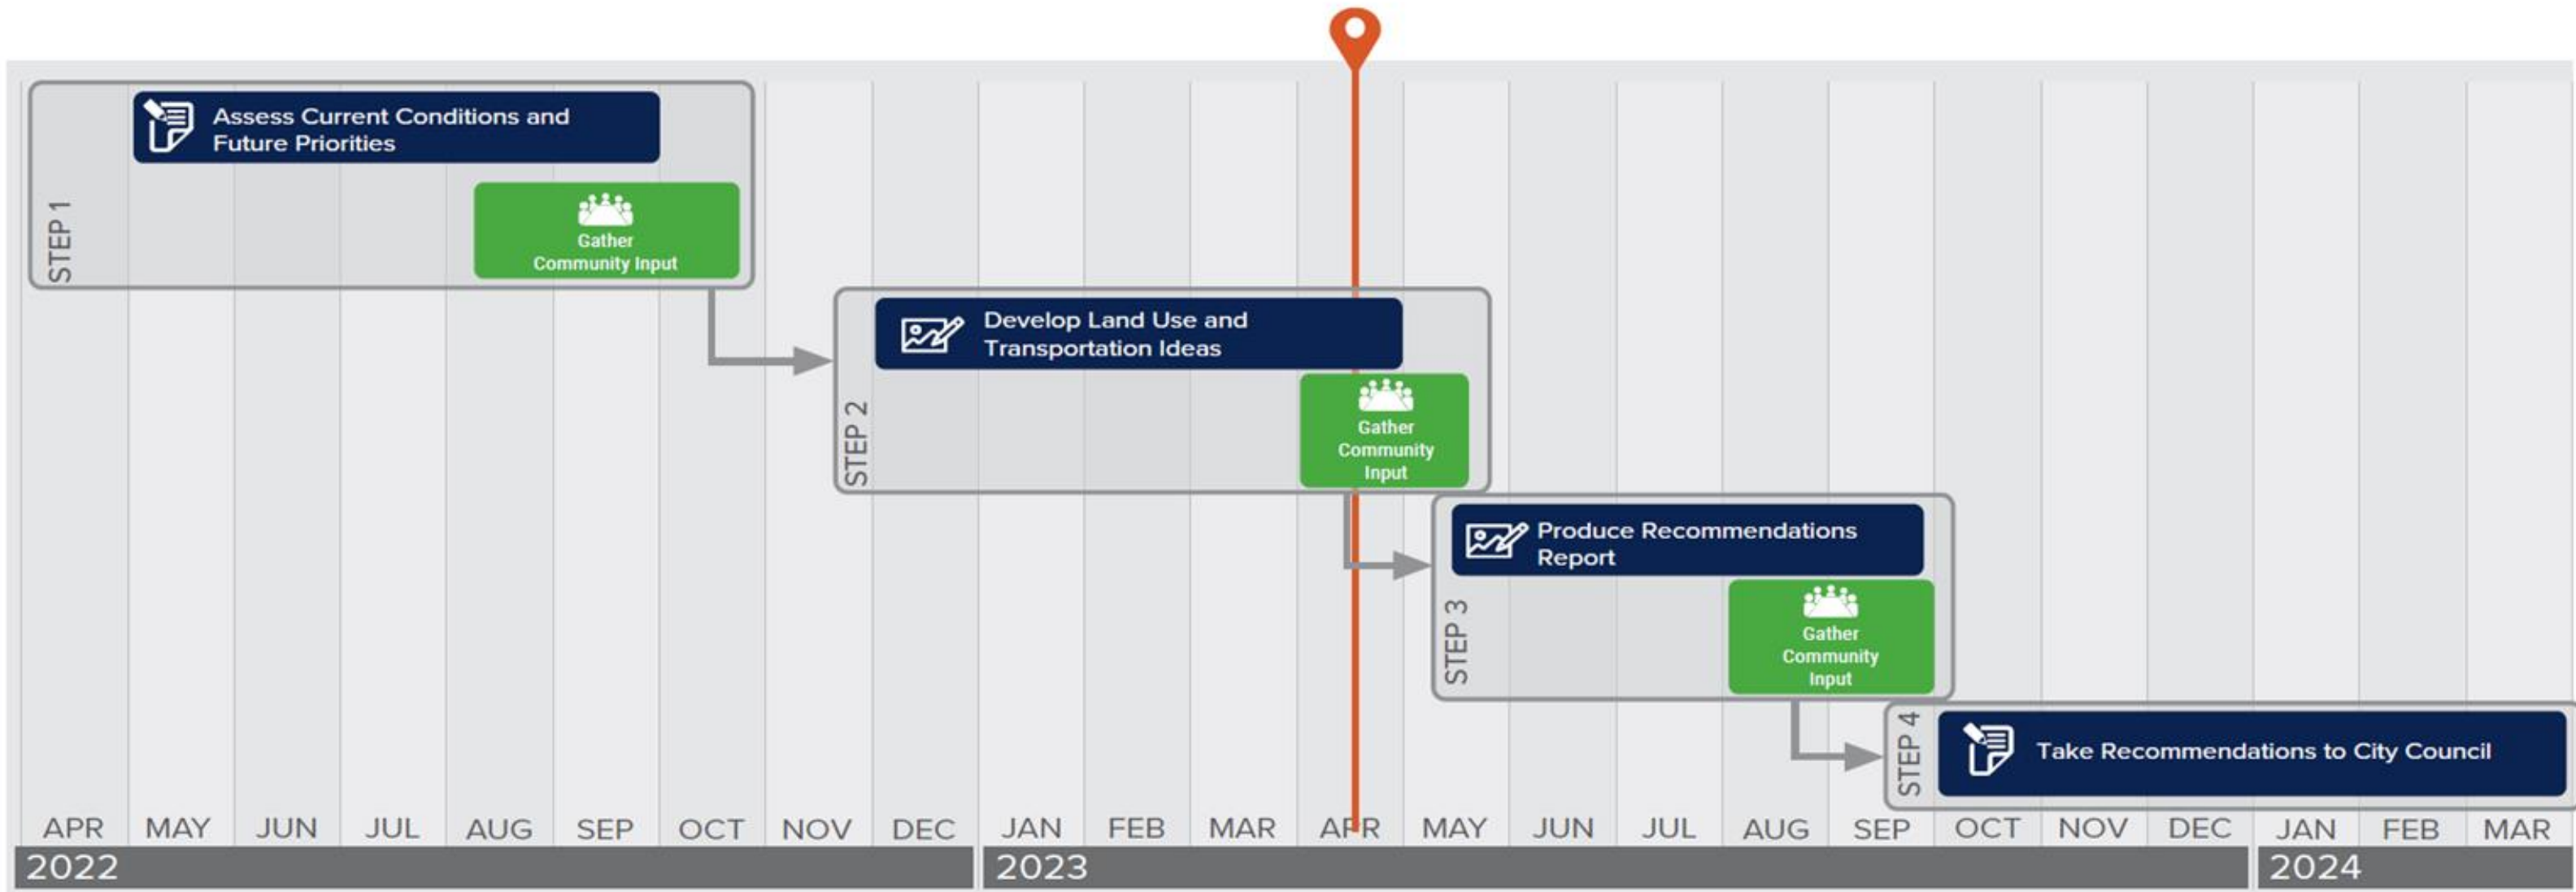 STEP 1
Assess Current Conditions and
Future Priorities
Gather
Community Input
STEP 2
Develop Land Use and
Transportation Ideas
Gather
Community
Input
STEP 3
Produce Recommendations
Report
Gather
Community
Input
STEP 4
Take Recommendations to City Council
APR MAY JUN JUL AUG SEP OCT NOV DEC JAN FEB MAR APR MAY JUN JUL AUG SEP OCT NOV DEC JAN FEB MAR
2022 2023 2024